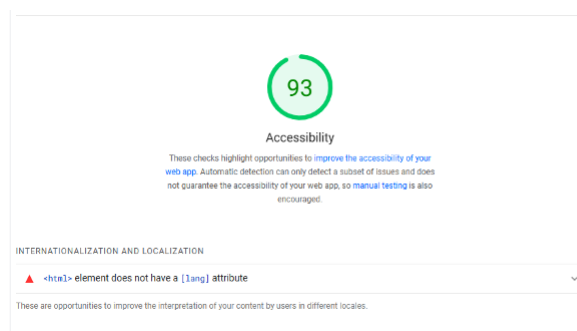 93
Accessibility
These checks highlight opportunities to improve the accessibility of your
web app. Automatic detection can only detect a subset of issues and does
not guarantee the accessibility of your web app, so manual testing is also
encouraged.
INTERNATIONALIZATION AND LOCALIZATION
<html> element does not have a [lang] attribute
These are opportunities to improve the interpretation of your content by users in different locales.